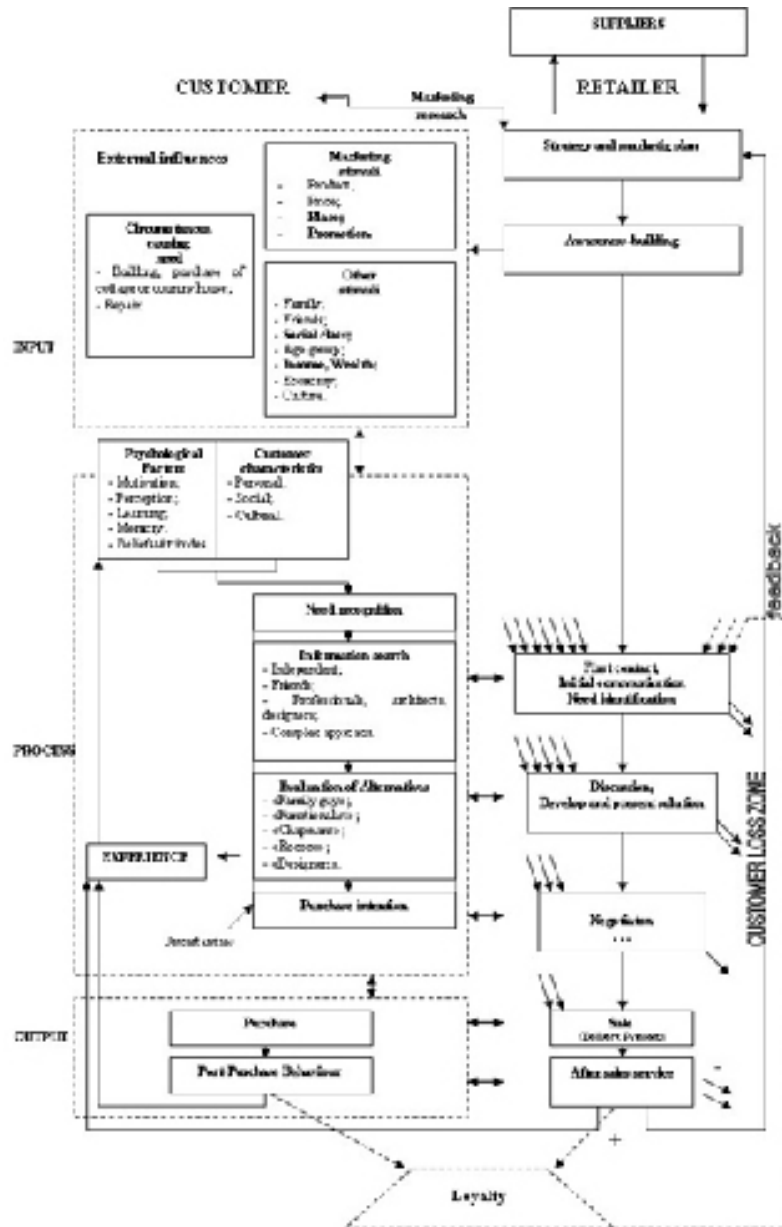 SUPPLIERS
CUSTOMER
RETAILER
Marketing
research
Strategy and marketing plan
External influences
Marketing
stimuli
- Product;
- Price;
- Place;
- Promotion.
Awareness-building
Circumstances
causing
need
- Building, purchase of
cottage or country house;
- Repair
Other
stimuli
- Family;
- Friends;
- Social class;
- Age group;
- Income, Wealth;
- Economy;
- Culture.
INPUT
Psychological
Factors
- Motivation;
- Perception;
- Learning;
- Memory;
Customer
characteristics
- Personal.
- Social;
- Cultural.
feedback
Need recognition
Information search
- Independent;
- Friends;
- Professionals, architects,
designers;
- Complex approach.
First contact,
Initial communication
Need identification
PROCESS
Evaluation of Alternatives
- «Family guys»;
- «Functionalists»;
- «Designers».
Discussion,
Develop and present solution
EXPERIENCE
CUSTOMER LOSS ZONE
Purchase intention
Negotiation
...
OUTPUT
Purchase
Sale
Post Purchase Behaviour
After sales service
-
+
Loyalty